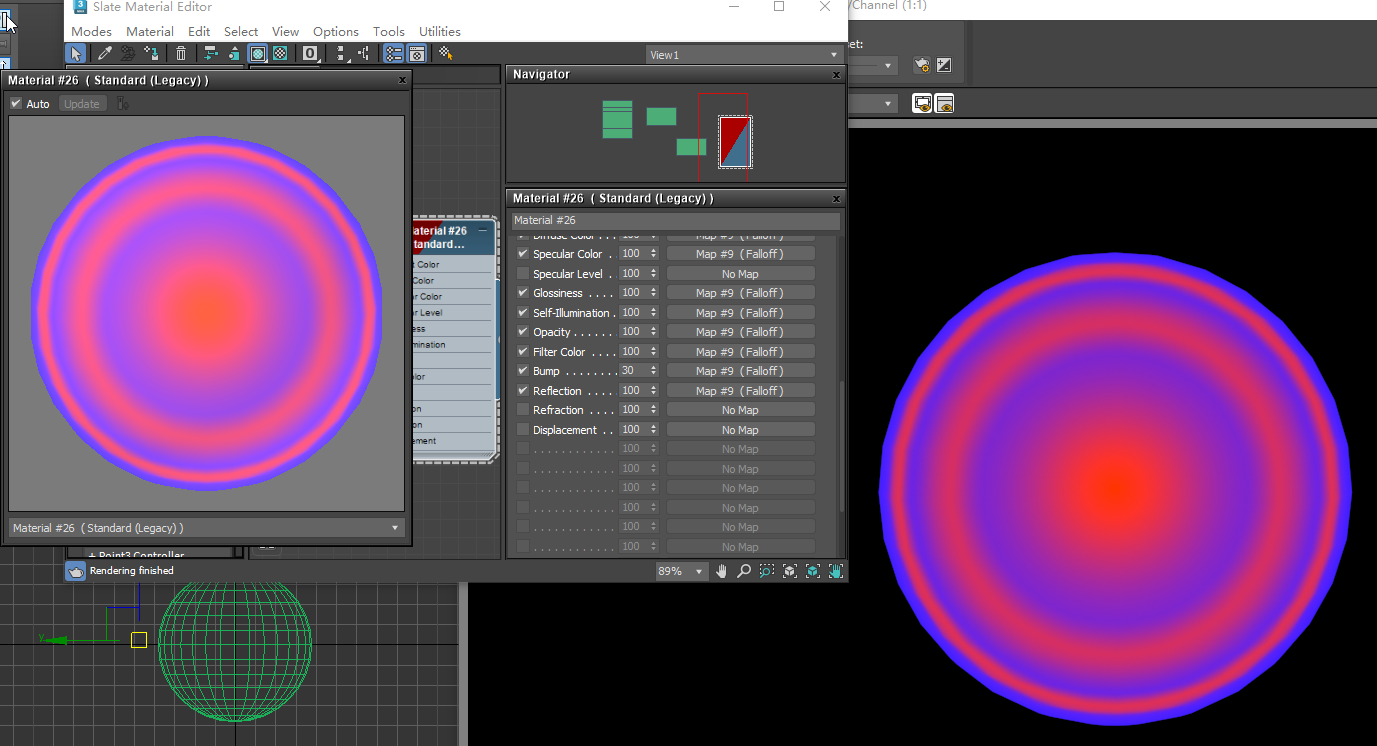 Slate Material Editor
/Channel (1:1)
Modes Material Edit Select View Options Tools Utilities
View1
et:
Material #26 ( Standard (Legacy) )
Auto Update
Navigator
Material #26 ( Standard (Legacy) )
Material #26
aterial #26
tandard...
t Color
Color
ar Color
r Level
ess
mination
olor
on
on
ement
Diffuse Color . . . 100 Map #9 ( Falloff )
Specular Color . 100 Map #9 ( Falloff )
Specular Level . 100 No Map
Glossiness . . . . 100 Map #9 ( Falloff )
Self-Illumination . 100 Map #9 ( Falloff )
Opacity . . . . . . 100 Map #9 ( Falloff )
Filter Color . . . . 100 Map #9 ( Falloff )
Bump . . . . . . . . 30 Map #9 ( Falloff )
Reflection . . . . 100 Map #9 ( Falloff )
Refraction . . . . 100 No Map
Displacement . . 100 No Map
. . . . . . . . . . . . 100 No Map
. . . . . . . . . . . . 100 No Map
. . . . . . . . . . . . 100 No Map
. . . . . . . . . . . . 100 No Map
. . . . . . . . . . . . 100 No Map
. . . . . . . . . . . . 100 No Map
Material #26 ( Standard (Legacy) )
+ Point3 Controller
Rendering finished
89%
y